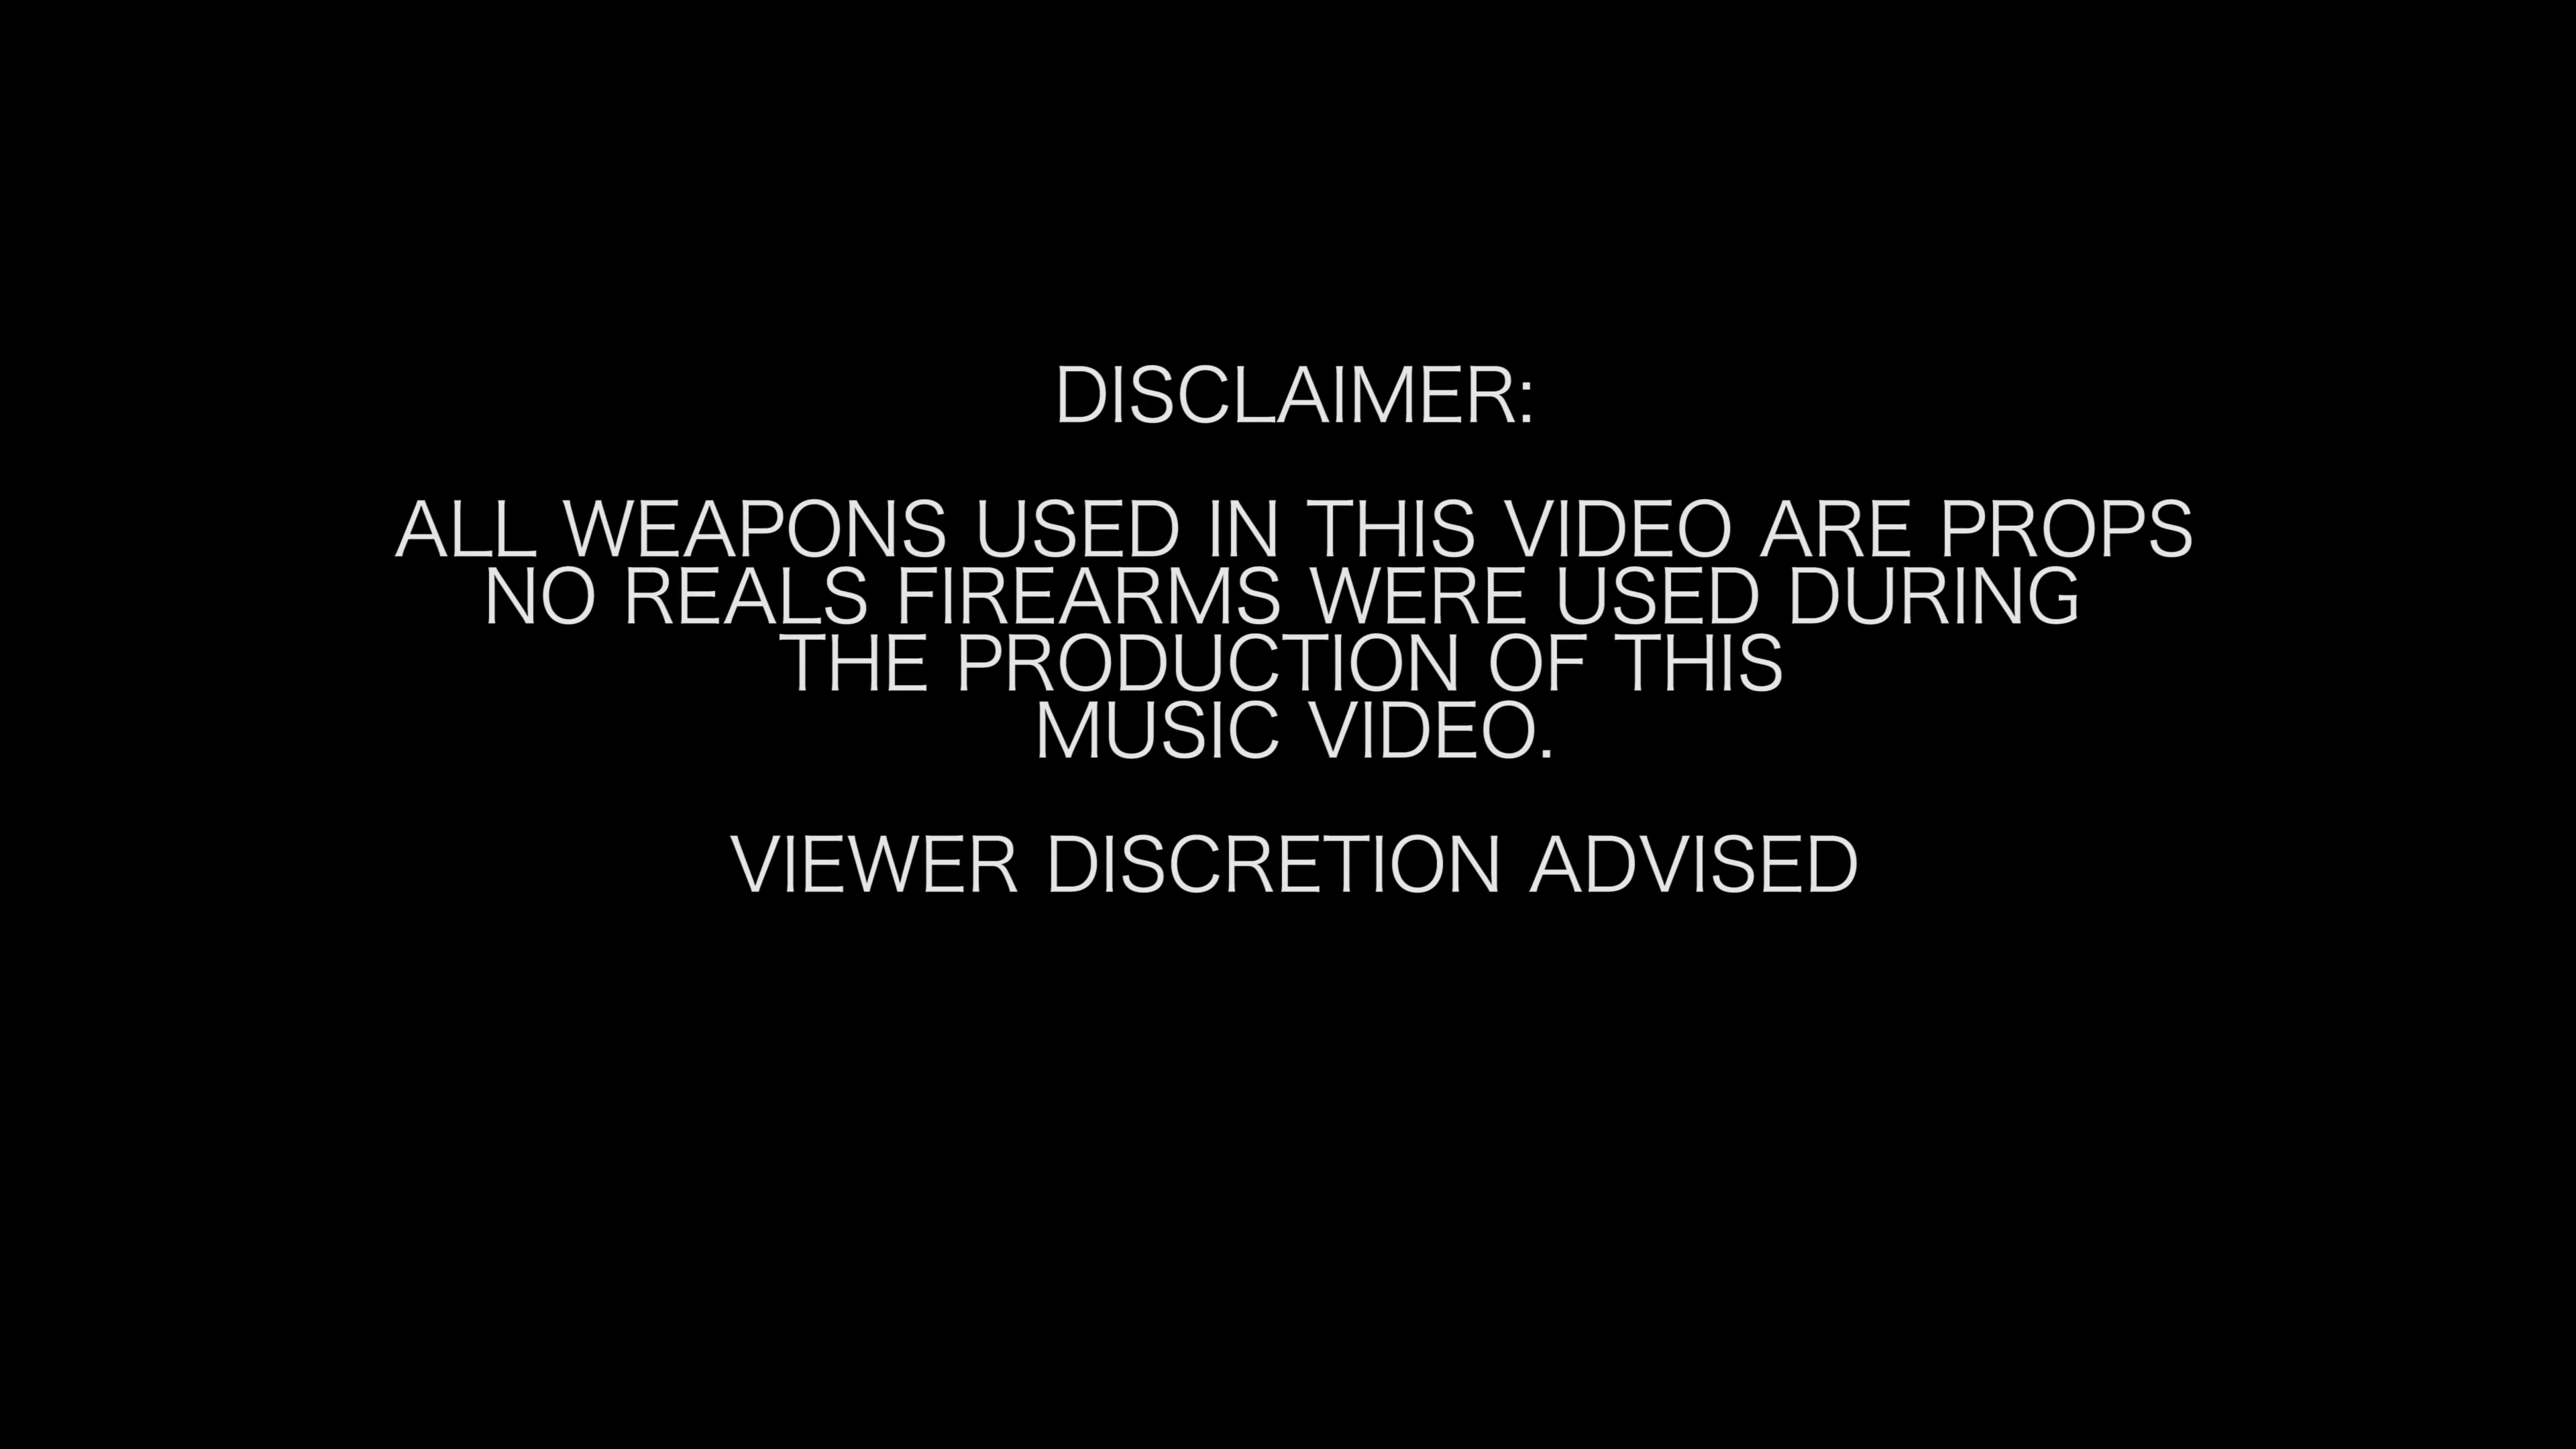 DISCLAIMER:
ALL WEAPONS USED IN THIS VIDEO ARE PROPS
NO REALS FIREARMS WERE USED DURING
THE PRODUCTION OF THIS
MUSIC VIDEO.
VIEWER DISCRETION ADVISED